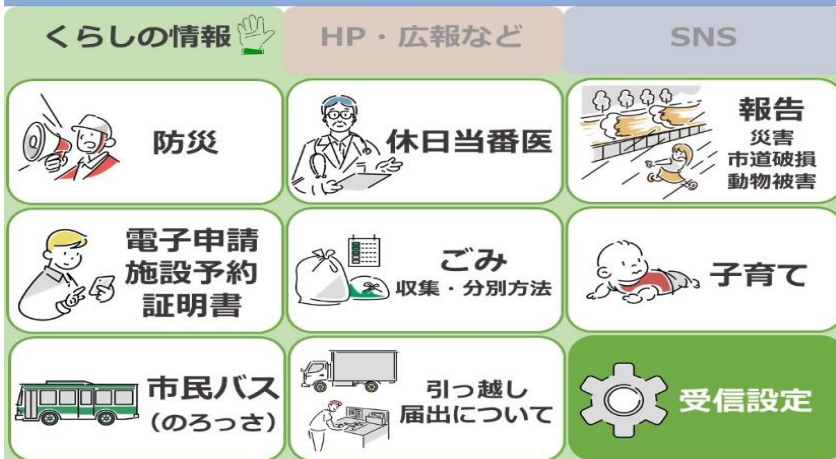 くらしの情報
HP・広報など
SNS
防災
休日当番医
報告
災害
市道破損
動物被害
電子申請
施設予約
証明書
ごみ
収集・分別方法
子育て
市民バス
（のろっさ）
引っ越し
届出について
受信設定